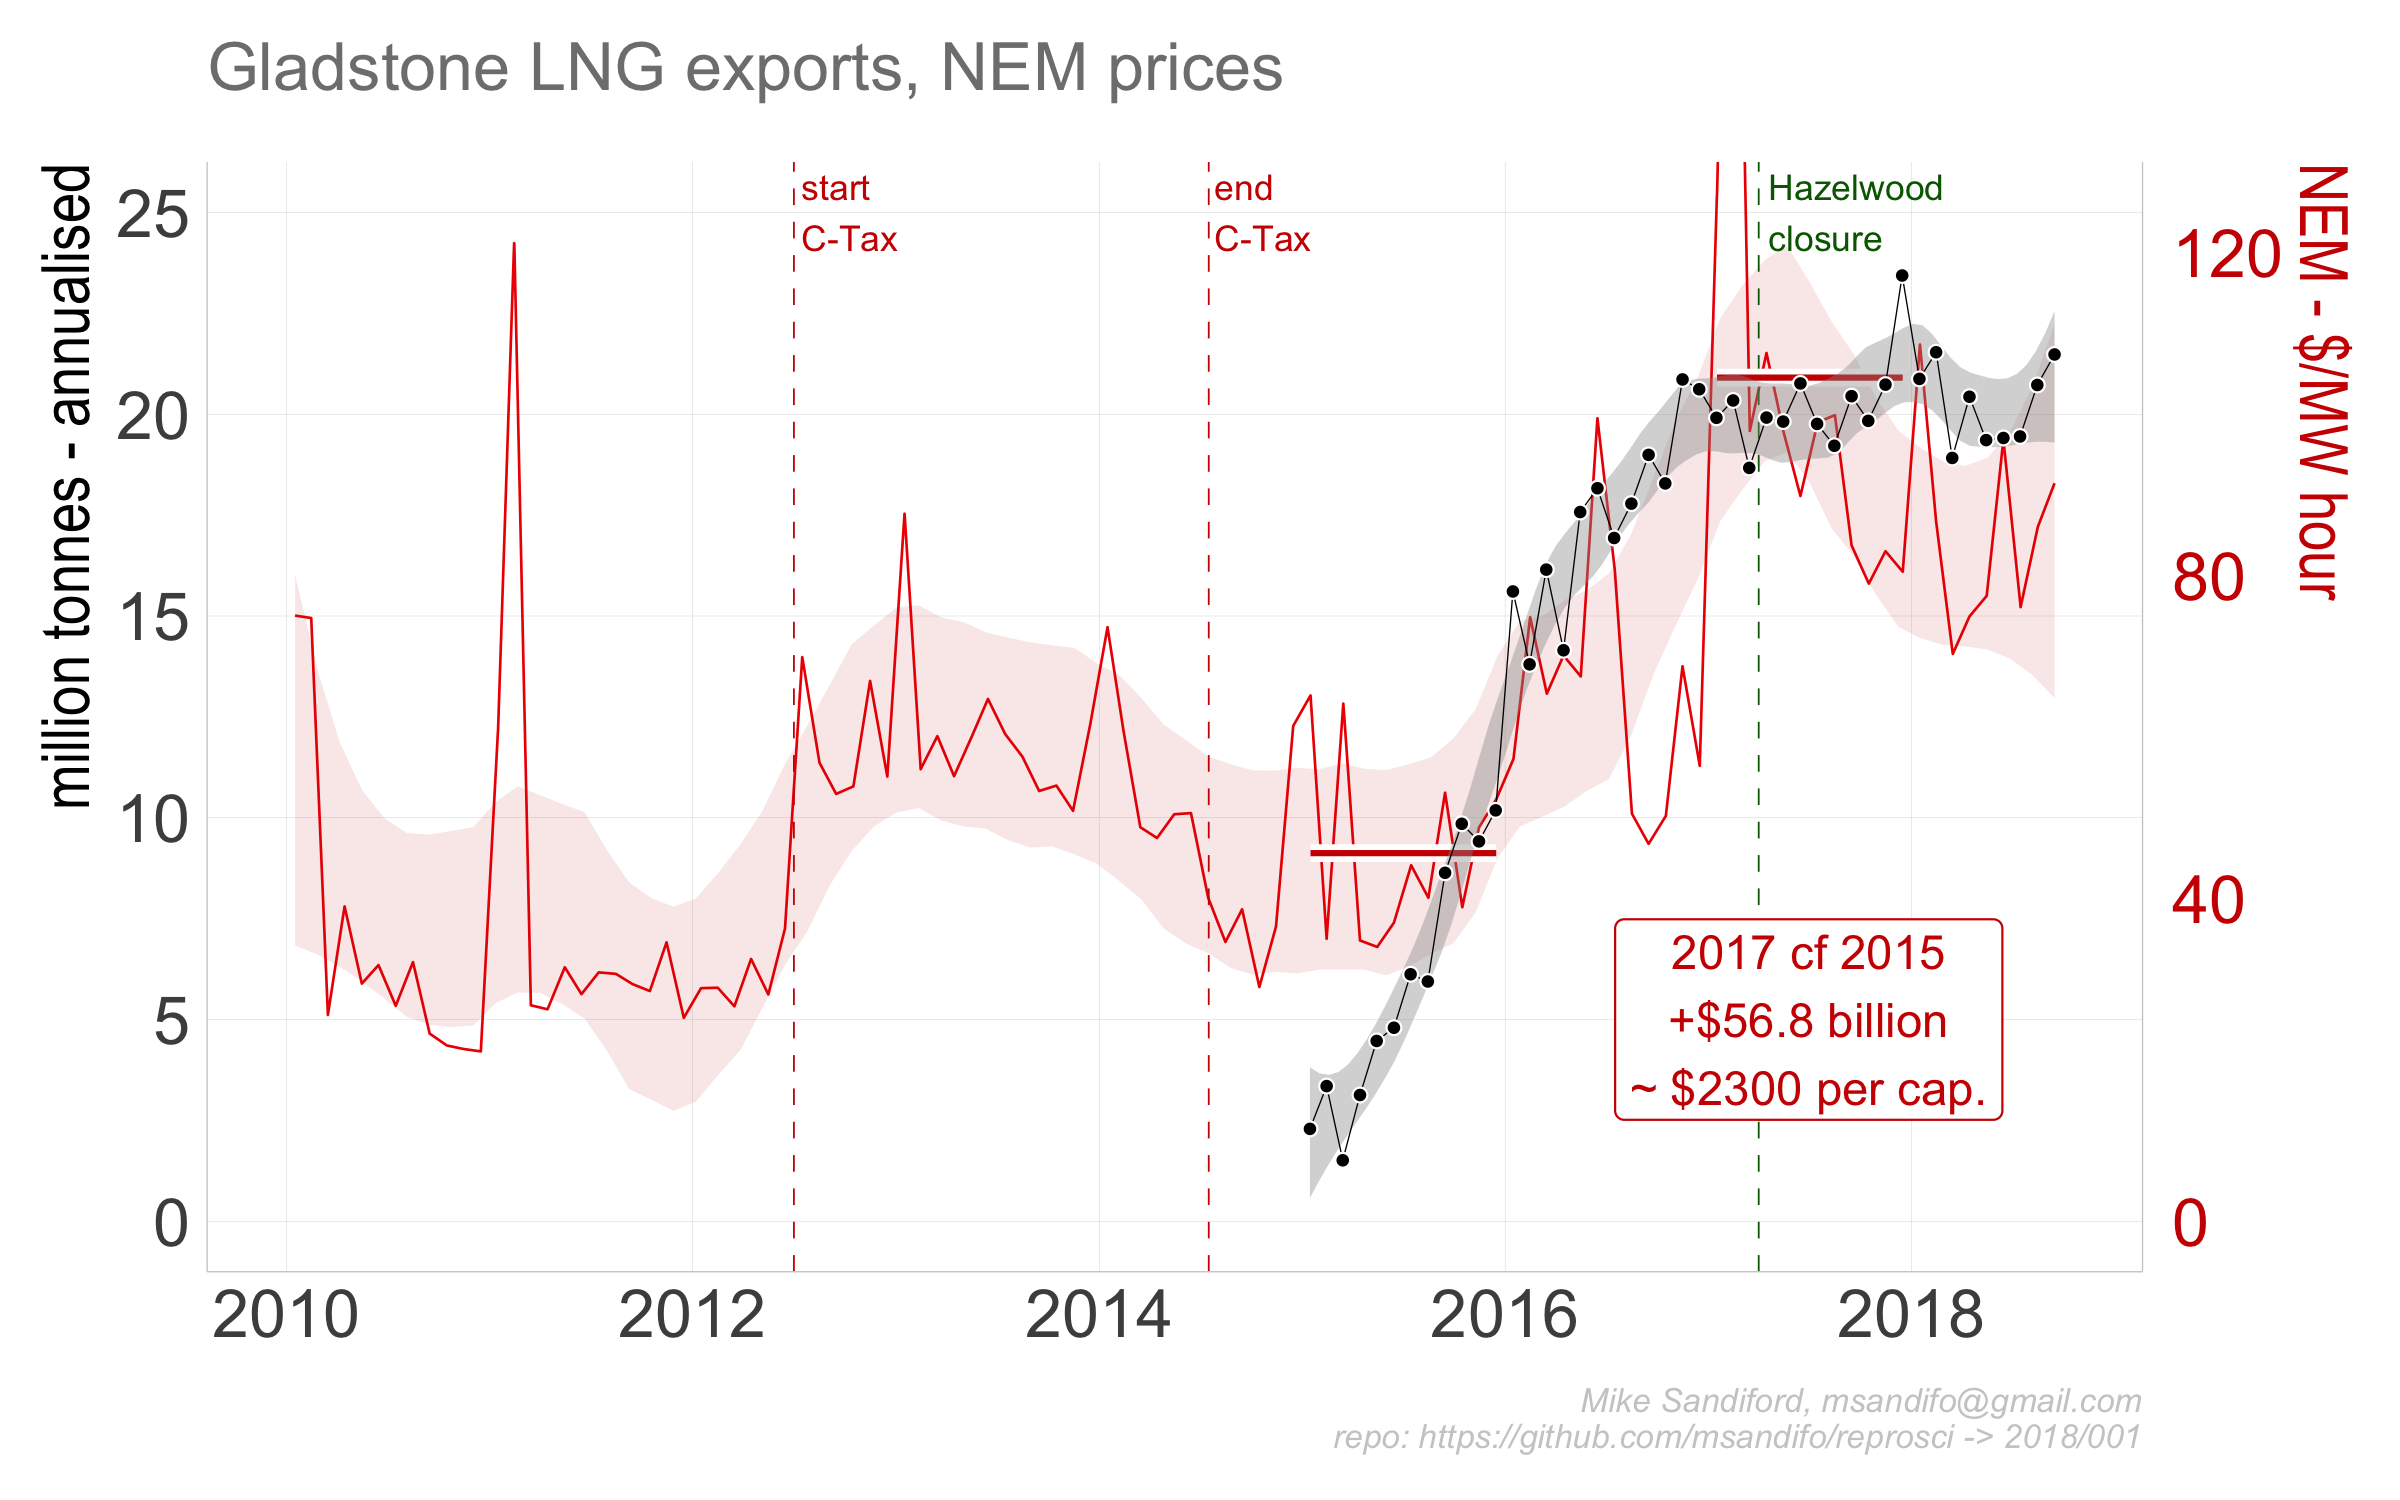 Gladstone LNG exports, NEM prices
million tonnes - annualised
25
20
15
10
5
0
start
C-Tax
end
C-Tax
Hazelwood
closure
2017 cf 2015
+$56.8 billion
~ $2300 per cap.
NEM - $/MW hour
120
80
40
0
2010
2012
2014
2016
2018
Mike Sandiford, msandifo@gmail.com
repo: https://github.com/msandifo/reprosci -> 2018/001